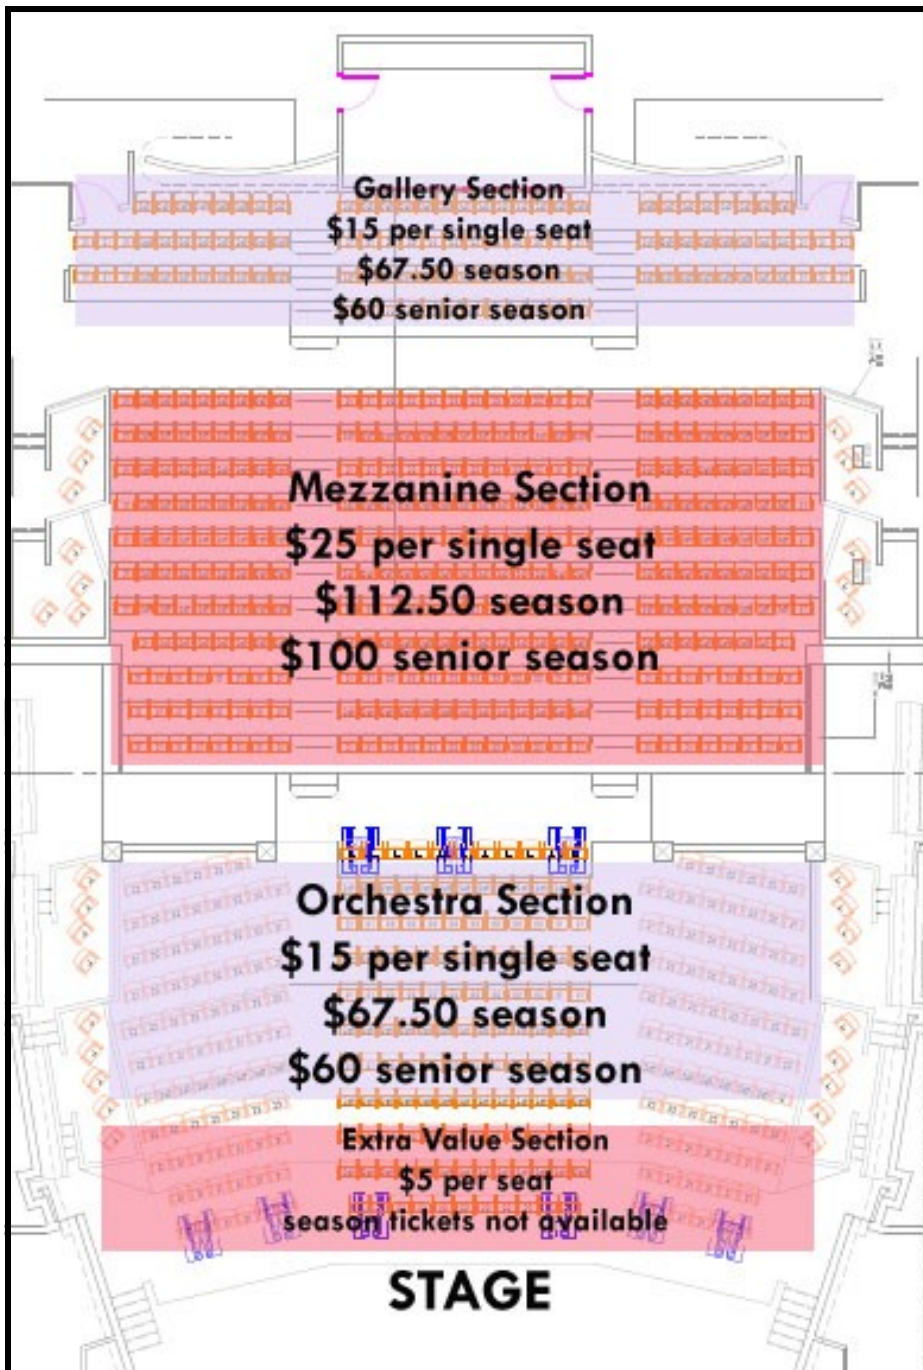 Gallery Section
$15 per single seat
$67.50 season
$60 senior season
Mezzanine Section
$25 per single seat
$112.50 season
$100 senior season
Orchestra Section
$15 per single seat
$67.50 season
$60 senior season
Extra Value Section
$5 per seat
season tickets not available
STAGE